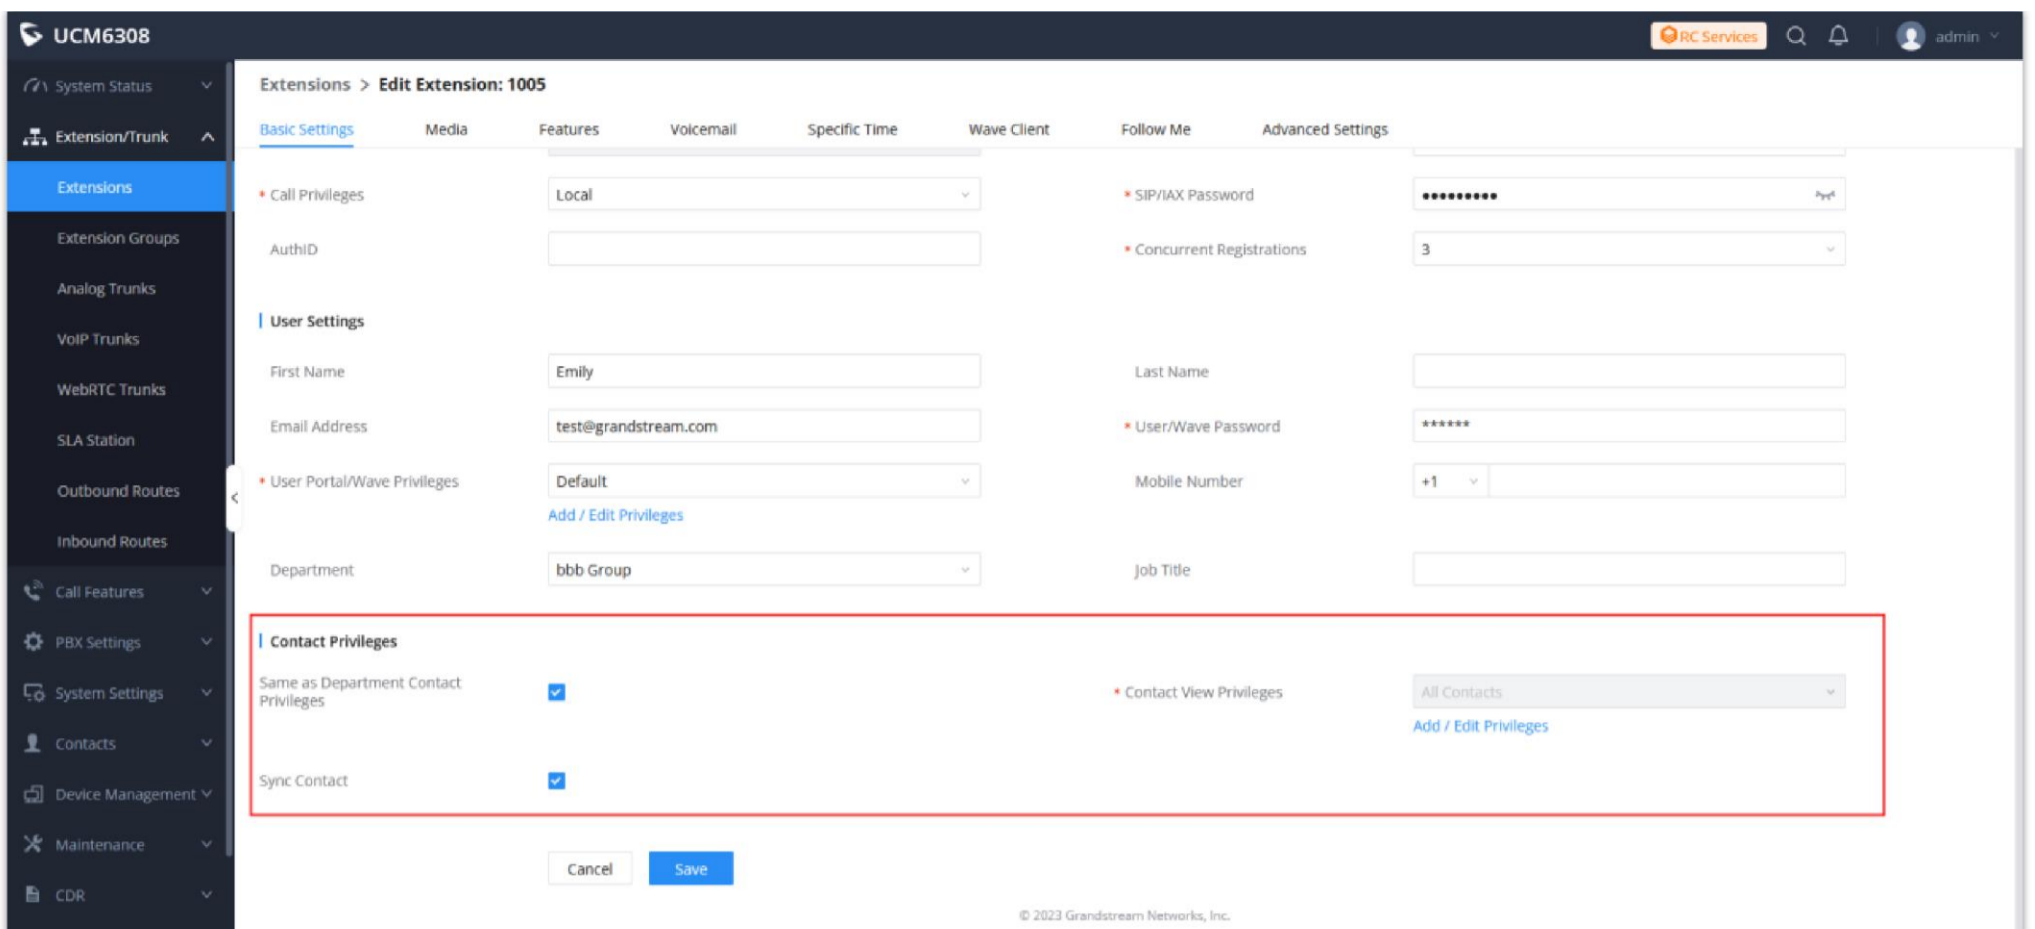 UCM6308
RC Services
admin
System Status
Extension/Trunk
Extensions
Extension Groups
Analog Trunks
VoIP Trunks
WebRTC Trunks
SLA Station
Outbound Routes
Inbound Routes
Call Features
PBX Settings
System Settings
Contacts
Device Management
Maintenance
CDR
Extensions > Edit Extension: 1005
Basic Settings Media Features Voicemail Specific Time Wave Client Follow Me Advanced Settings
* Call Privileges Local * SIP/IAX Password •••••••••
AuthID * Concurrent Registrations 3
User Settings
First Name Emily Last Name
Email Address test@grandstream.com * User/Wave Password ******
* User Portal/Wave Privileges Default Mobile Number +1
Add / Edit Privileges
Department bbb Group Job Title
Contact Privileges
Same as Department Contact
Privileges
* Contact View Privileges All Contacts
Add / Edit Privileges
Sync Contact
Cancel Save
© 2023 Grandstream Networks, Inc.